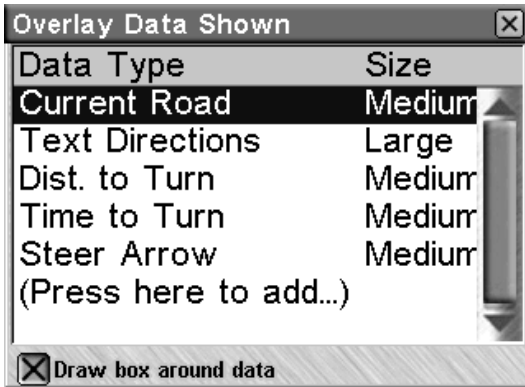 Overlay Data Shown
Data Type Size
Current Road Medium
Text Directions Large
Dist. to Turn Medium
Time to Turn Medium
Steer Arrow Medium
(Press here to add...)
Draw box around data